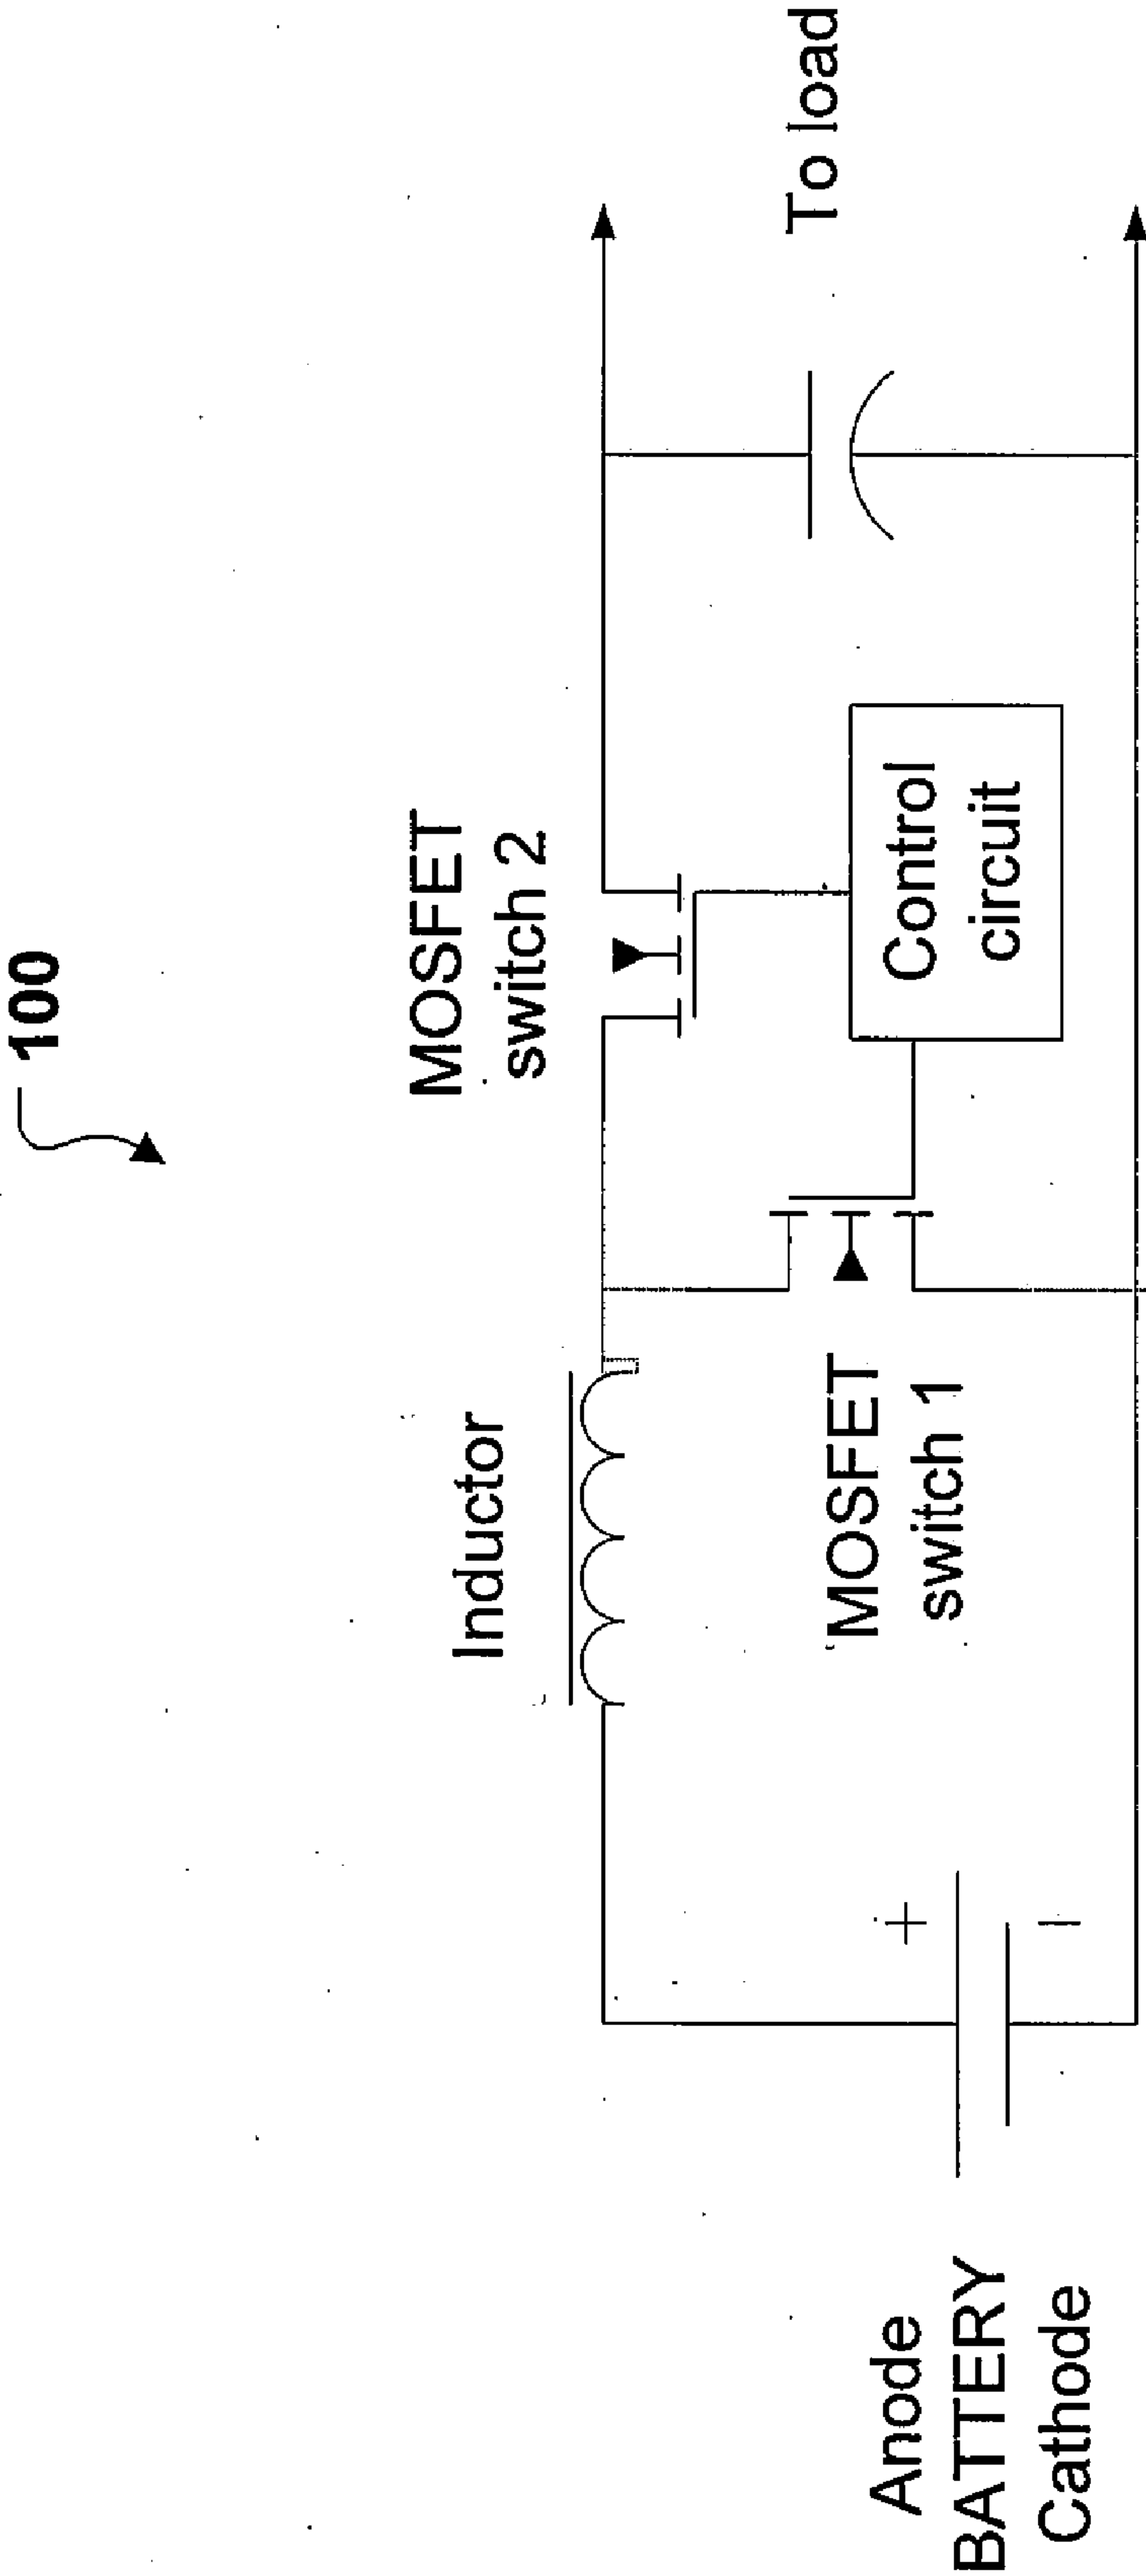 100
MOSFET
switch 2
Inductor
To load
MOSFET
switch 1
Control
circuit
+
Anode
BATTERY
Cathode
−